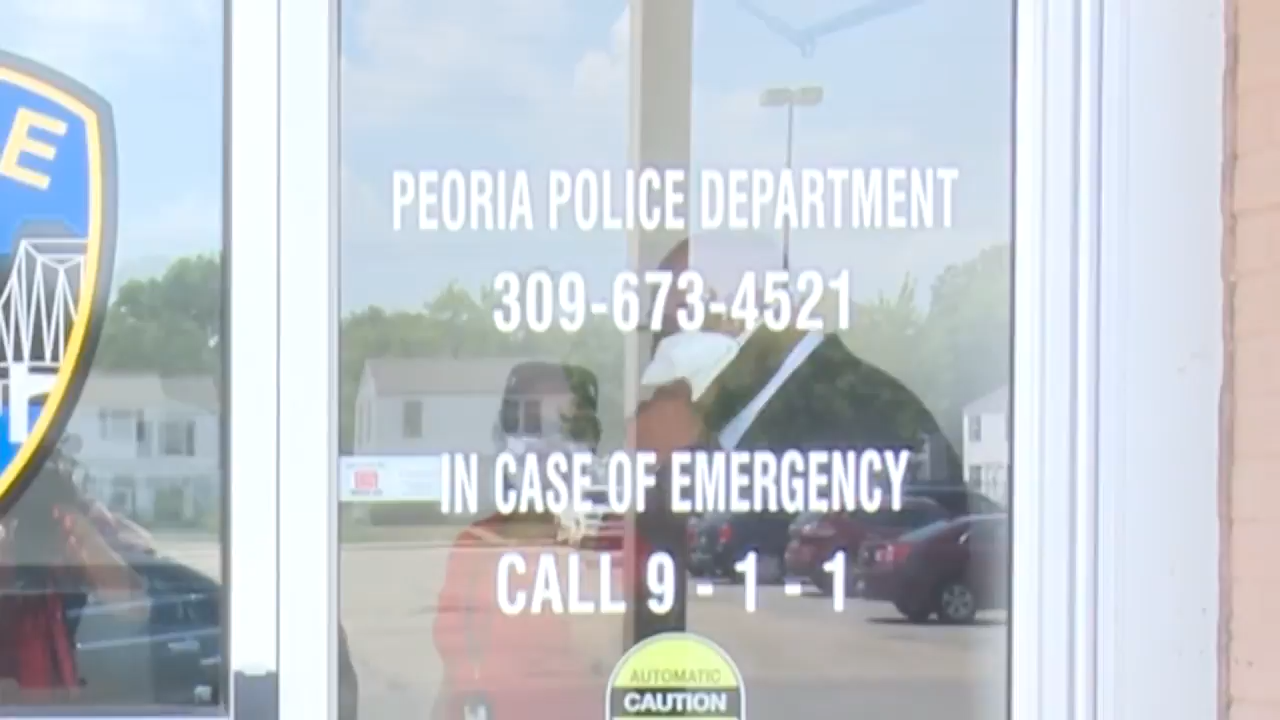 E
PEORIA POLICE DEPARTMENT
309-673-4521
IN CASE OF EMERGENCY
CALL 9 - 1 - 1
AUTOMATIC
CAUTION